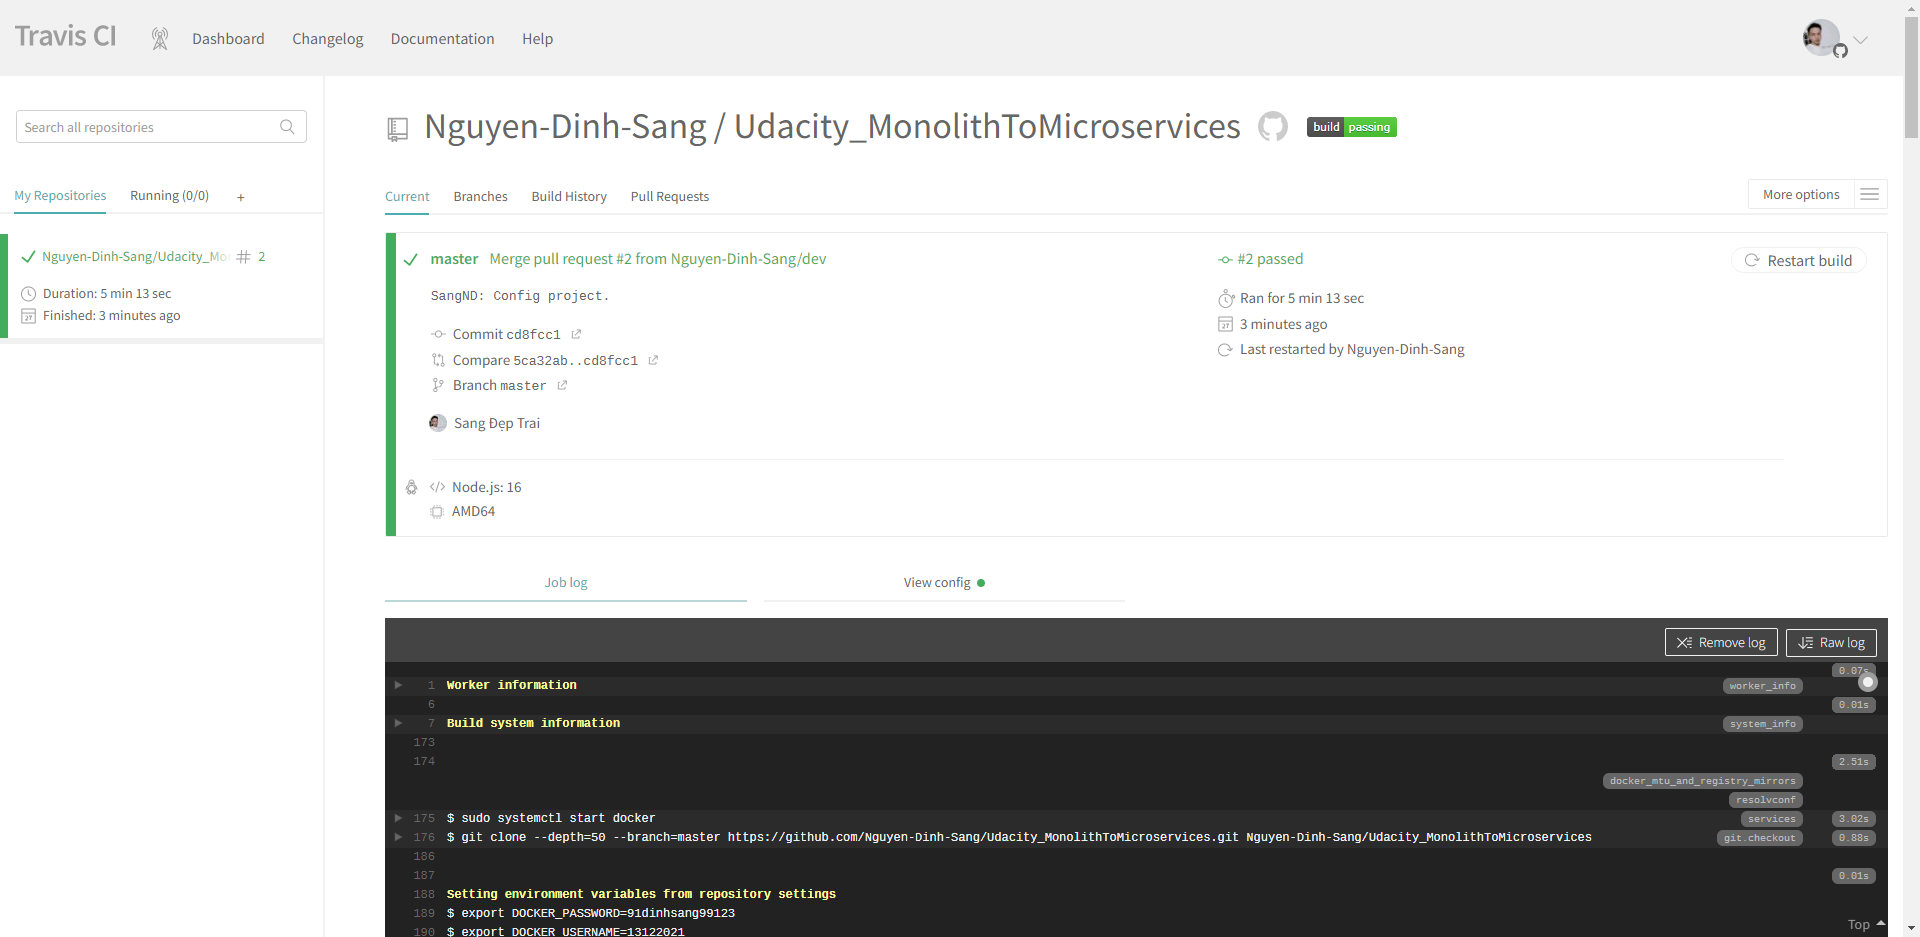 Travis CI
Dashboard
Changelog
Documentation
Help
Search all repositories
My Repositories
Running (0/0)
+
Nguyen-Dinh-Sang/Udacity_Mo
# 2
Duration: 5 min 13 sec
Finished: 3 minutes ago
Nguyen-Dinh-Sang / Udacity_MonolithToMicroservices
build passing
Current
Branches
Build History
Pull Requests
More options
master Merge pull request #2 from Nguyen-Dinh-Sang/dev
SangND: Config project.
Commit cd8fcc1
Compare 5ca32ab..cd8fcc1
Branch master
Sang Đẹp Trai
#2 passed
Ran for 5 min 13 sec
3 minutes ago
Last restarted by Nguyen-Dinh-Sang
Restart build
Node.js: 16
AMD64
Job log
View config
Remove log
Raw log
0.07s
1 Worker information worker_info
6 0.01s
7 Build system information system_info
173
174 2.51s
docker_mtu_and_registry_mirrors
resolvconf
175 $ sudo systemctl start docker services 3.02s
176 $ git clone --depth=50 --branch=master https://github.com/Nguyen-Dinh-Sang/Udacity_MonolithToMicroservices.git Nguyen-Dinh-Sang/Udacity_MonolithToMicroservices git.checkout 0.88s
186
187 0.01s
188 Setting environment variables from repository settings
189 $ export DOCKER_PASSWORD=91dinhsang99123
190 $ export DOCKER_USERNAME=13122021
Top